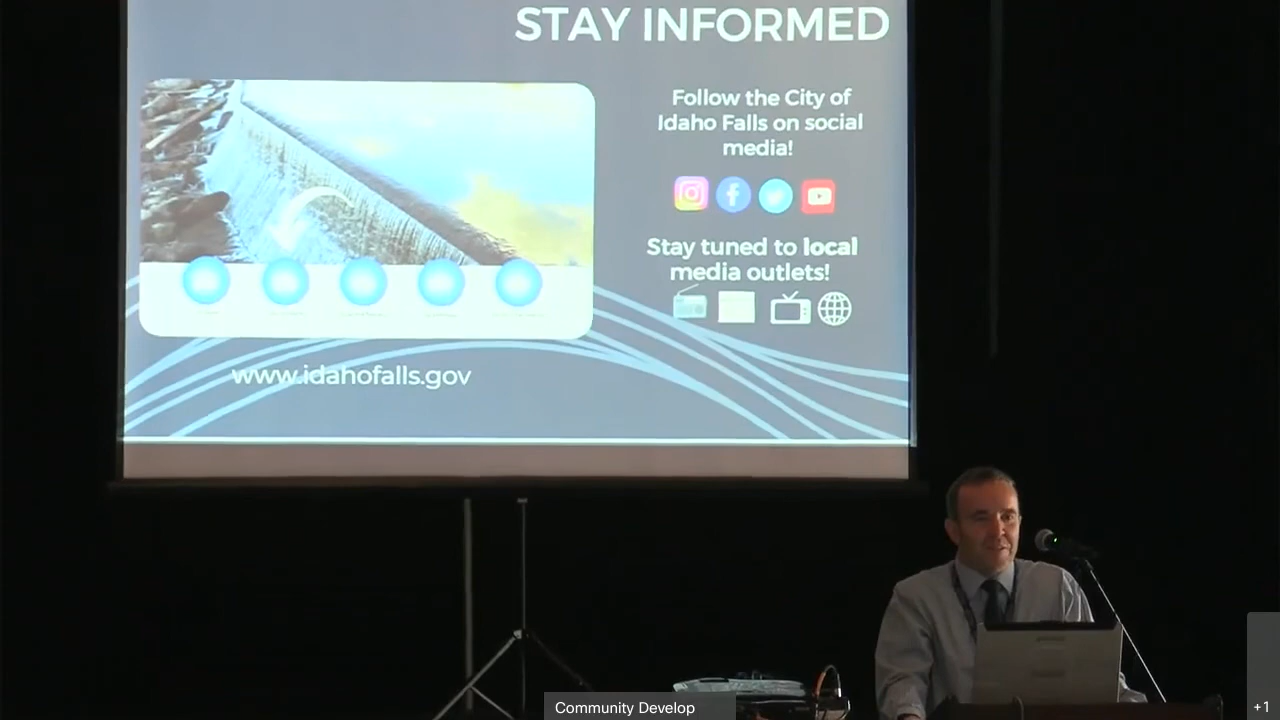 STAY INFORMED
Follow the City of
Idaho Falls on social
media!
Stay tuned to local
media outlets!
www.idahofalls.gov
Community Develop
+1